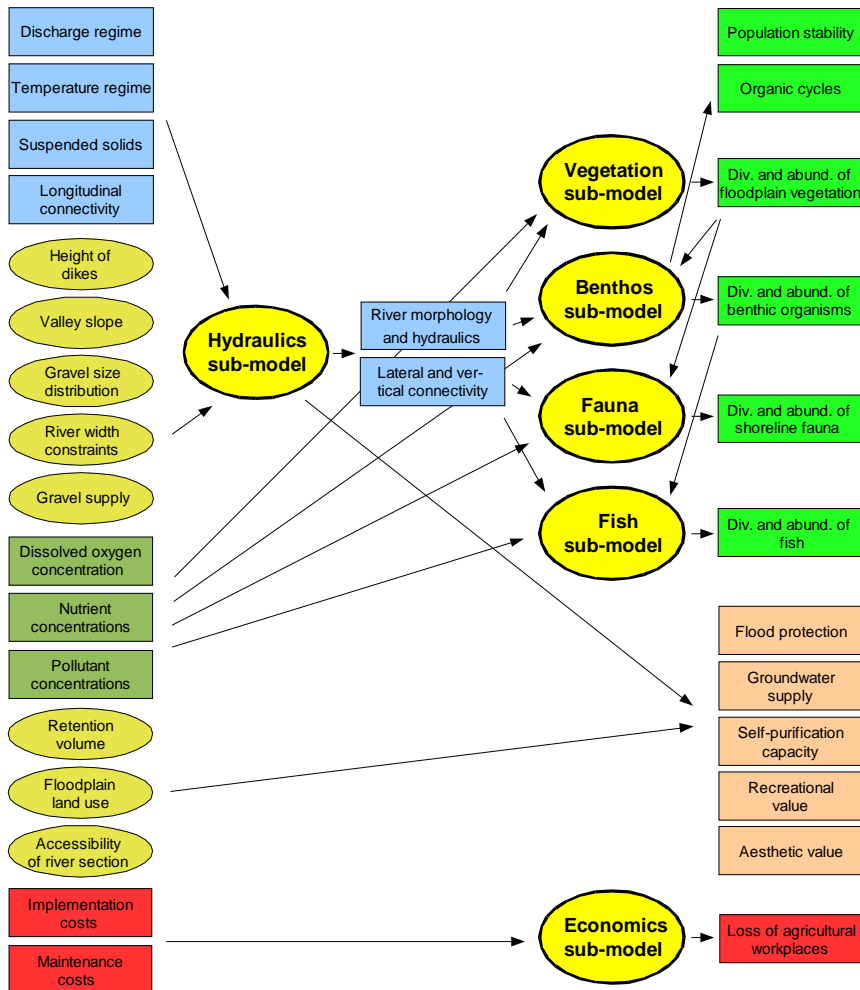 Discharge regime
Temperature regime
Suspended solids
Longitudinal
connectivity
Height of
dikes
Valley slope
Gravel size
distribution
River width
constraints
Gravel supply
Dissolved oxygen
concentration
Nutrient
concentrations
Pollutant
concentrations
Retention
volume
Floodplain
land use
Accessibility
of river section
Implementation
costs
Maintenance
costs
Hydraulics
sub-model
River morphology
and hydraulics
Lateral and ver-
tical connectivity
Vegetation
sub-model
Benthos
sub-model
Fauna
sub-model
Fish
sub-model
Economics
sub-model
Population stability
Organic cycles
Div. and abund. of
floodplain vegetation
Div. and abund. of
benthic organisms
Div. and abund. of
shoreline fauna
Div. and abund. of
fish
Flood protection
Groundwater
supply
Self-purification
capacity
Recreational
value
Aesthetic value
Loss of agricultural
workplaces